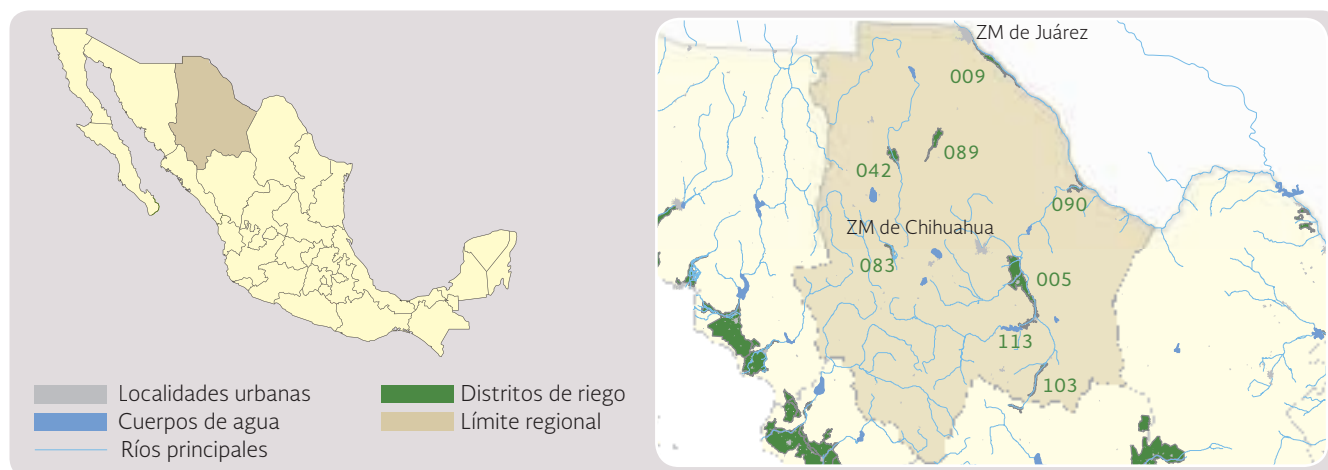 ZM de Juárez
009
089
042
090
ZM de Chihuahua
083
005
113
103
Localidades urbanas
Cuerpos de agua
Ríos principales
Distritos de riego
Límite regional